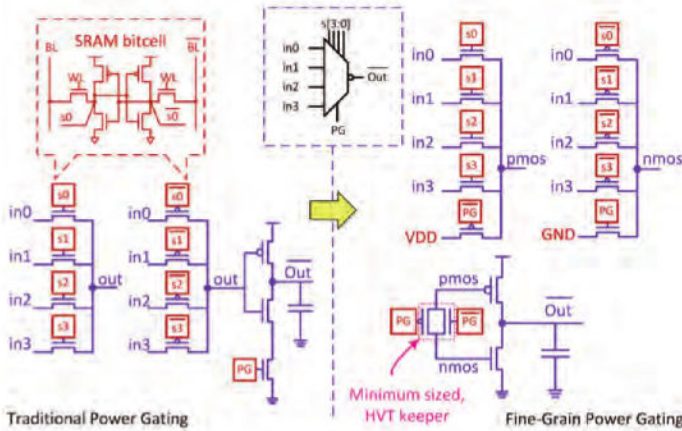 SRAM bitcell
BL
BL
WL
WL
s0
s0
s[3:0]
in0
in1
in2
in3
Out
PG
s0
in0
s1
in1
s2
in2
s3
in3
out
s0
in0
s1
in1
s2
in2
s3
in3
out
Out
PG
s0
in0
s3
in1
s2
in2
s3
in3
pmos
PG
VDD
s0
in0
s1
in1
s2
in2
s3
in3
nmos
PG
GND
pmos
PG
PG
nmos
Out
Minimum sized,
HVT keeper
Traditional Power Gating
Fine-Grain Power Gating